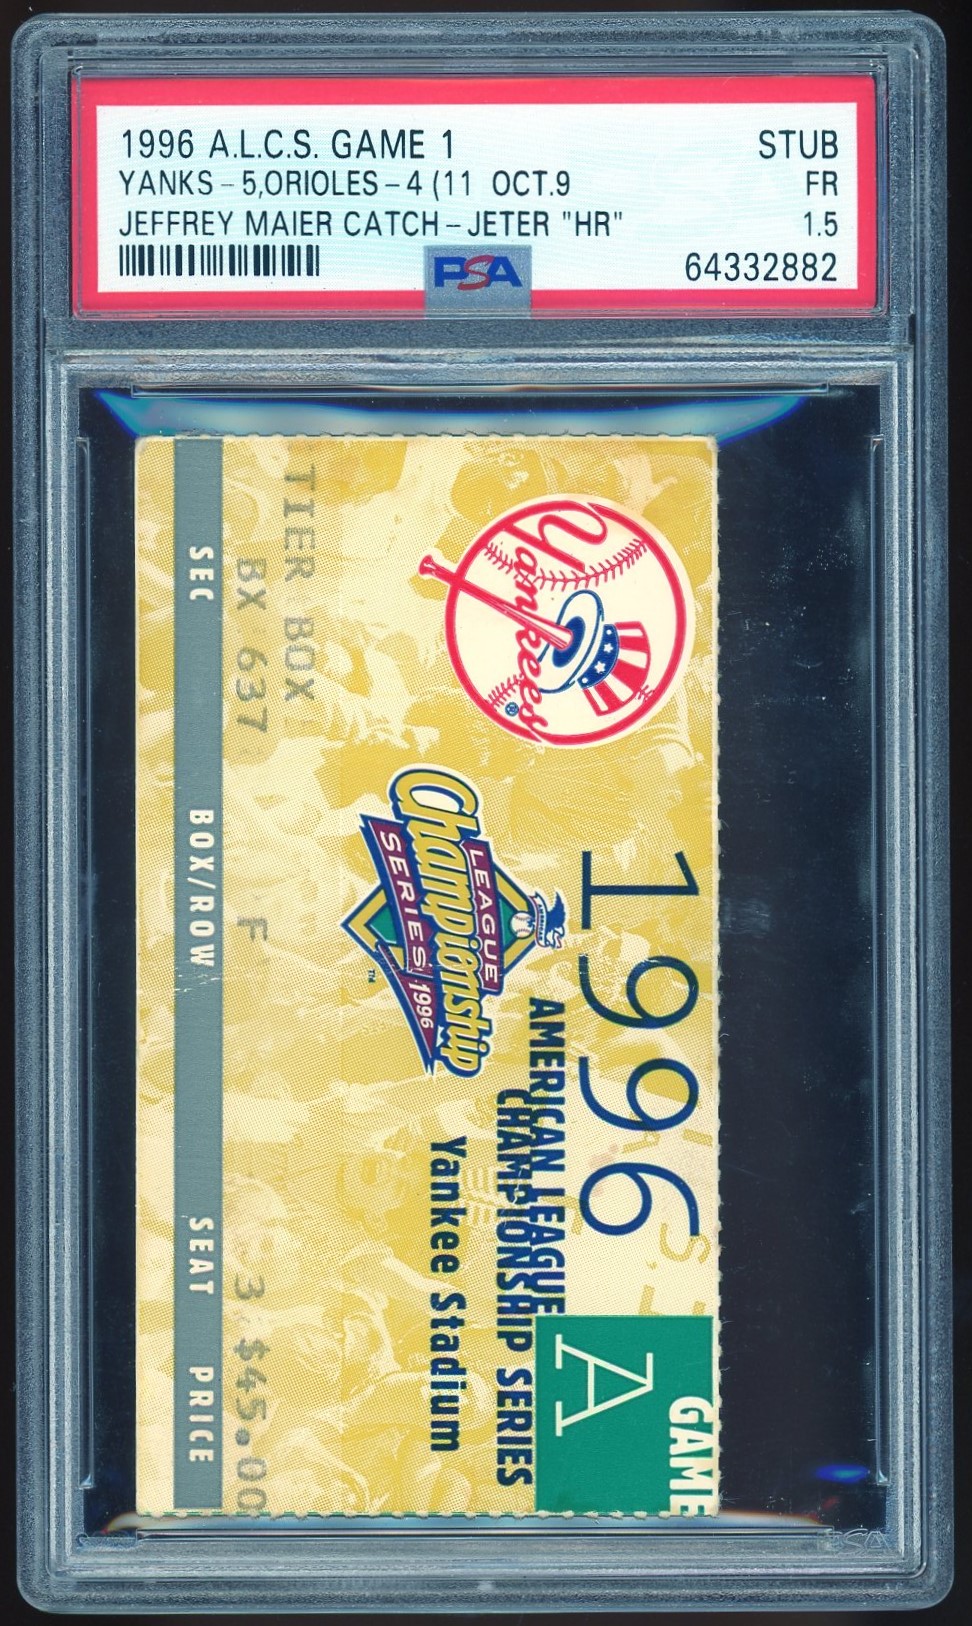 1996 A.L.C.S. GAME 1 STUB
YANKS-5,ORIOLES-4 (11 OCT.9 FR
JEFFREY MAIER CATCH-JETER "HR" 1.5
PSA 64332882
Yankees®
1996
GAME
A
AMERICAN LEAGUE
CHAMPIONSHIP SERIES
Yankee Stadium
LEAGUE
Championship
SERIES 1996
TM
TIER BOX
BX 637 F 3 $45.00
SEC BOX/ROW SEAT PRICE
PSA